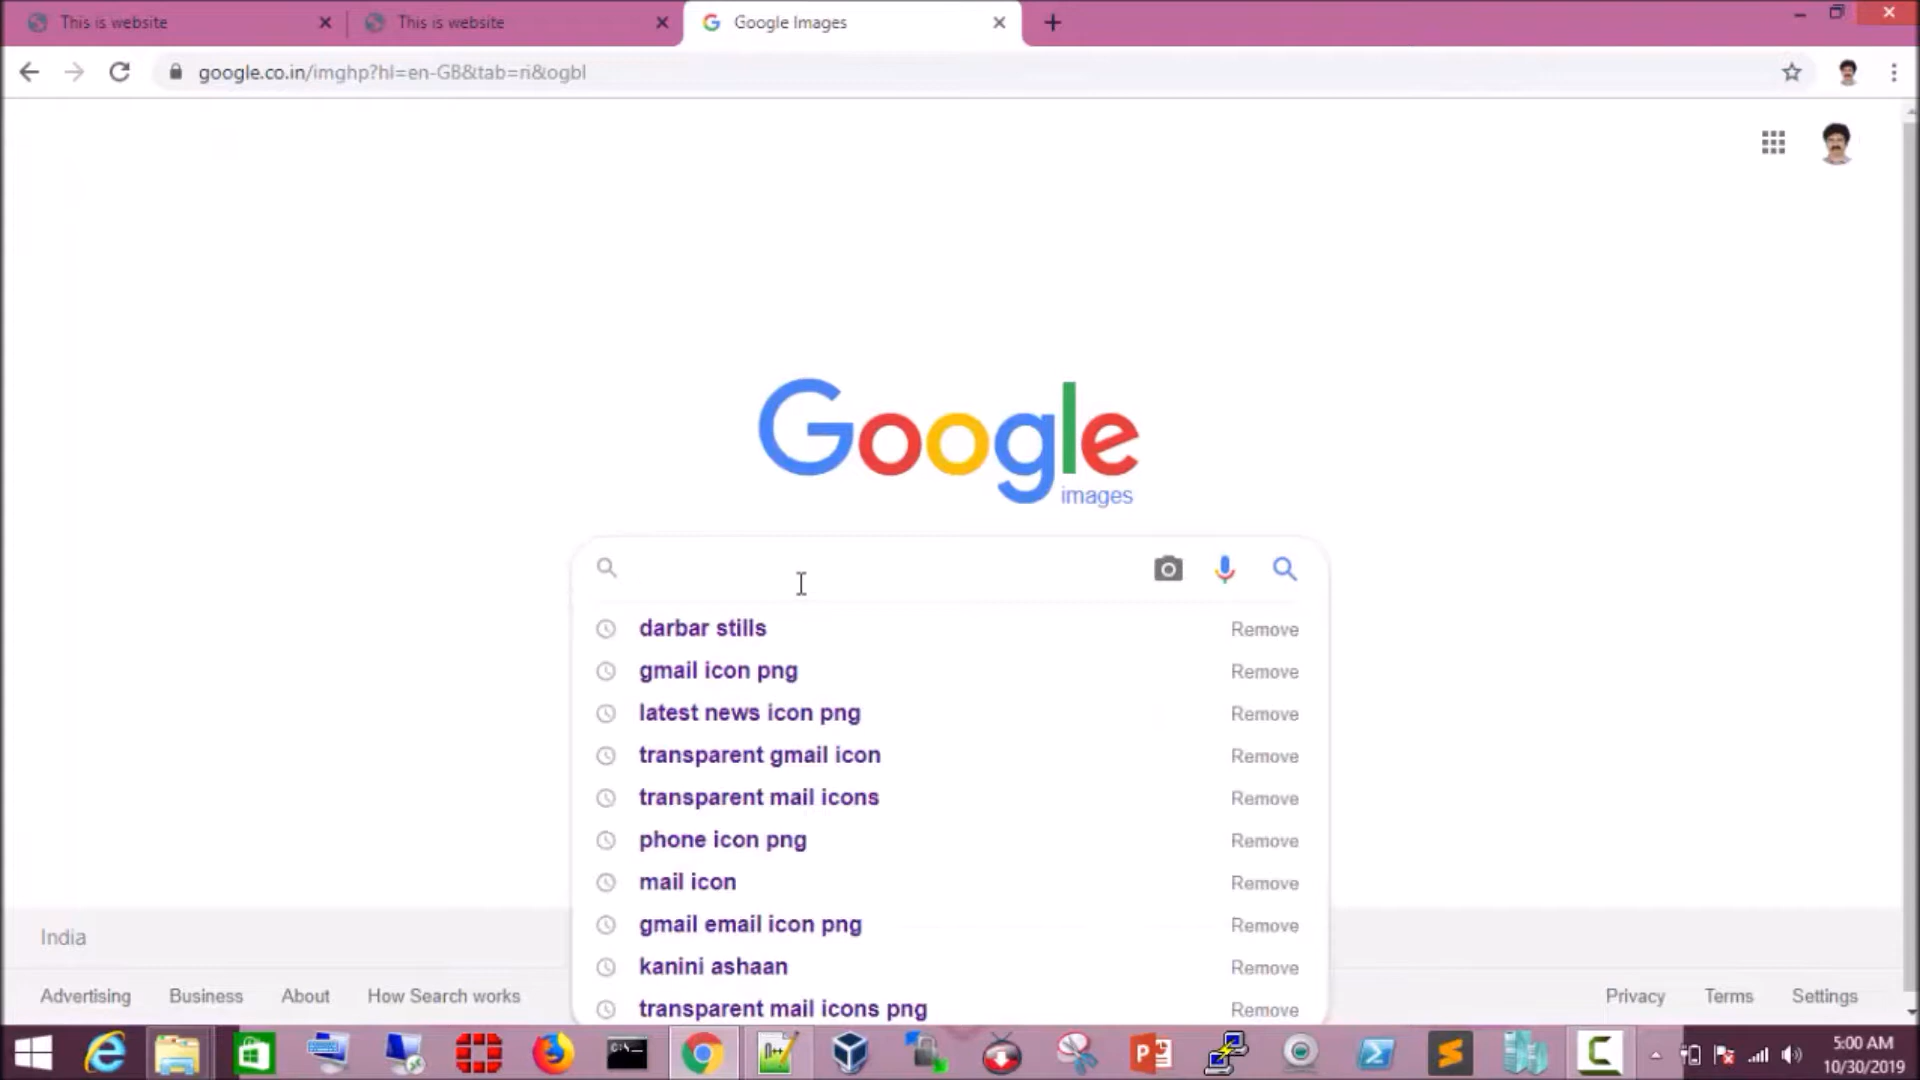 This is website
This is website
Google Images
google.co.in/imghp?hl=en-GB&tab=ri&ogbl
Google
images
darbar stills Remove
gmail icon png Remove
latest news icon png Remove
transparent gmail icon Remove
transparent mail icons Remove
phone icon png Remove
mail icon Remove
gmail email icon png Remove
kanini ashaan Remove
transparent mail icons png Remove
India
Advertising Business About How Search works Privacy Terms Settings
5:00 AM
10/30/2019